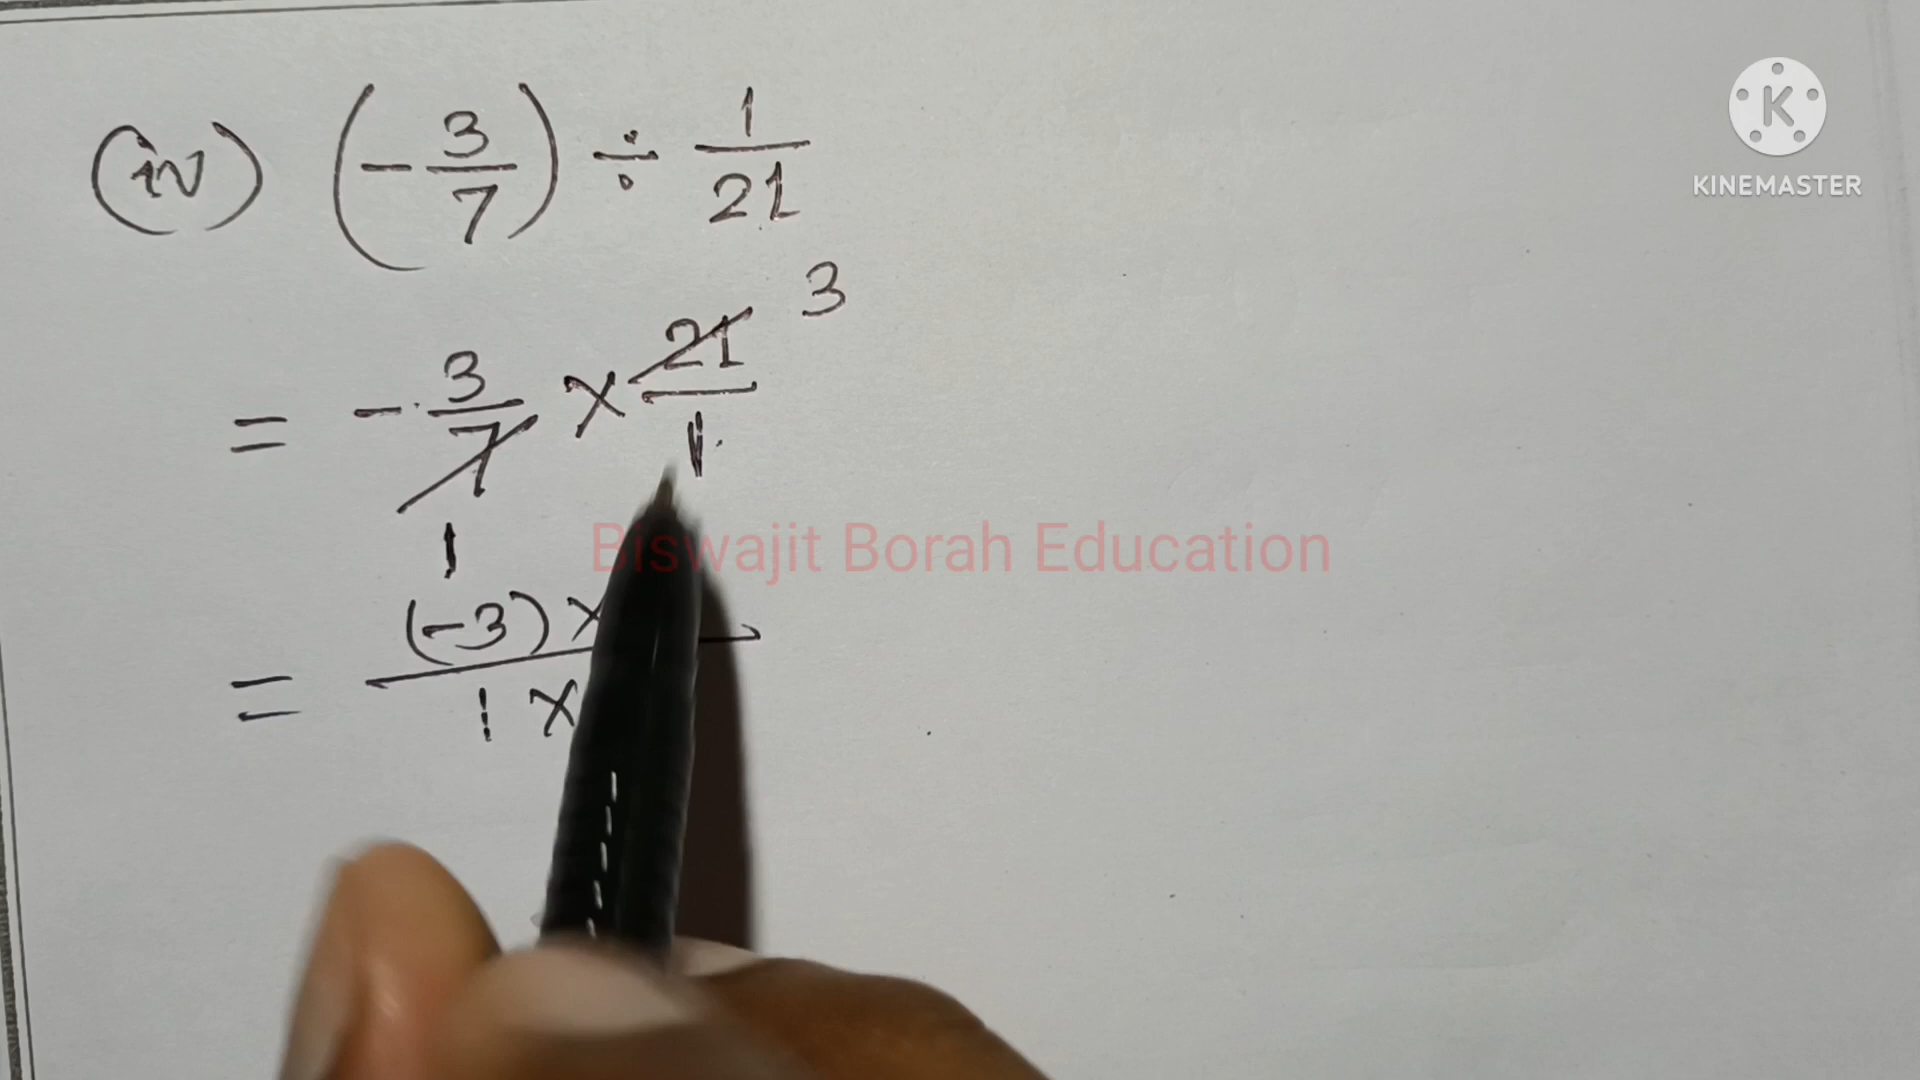 (iv) (-3/7) ÷ 1/21
= -3/7 × 21/1 3
1
= (-3) ×
1 ×
KINEMASTER
Biswajit Borah Education